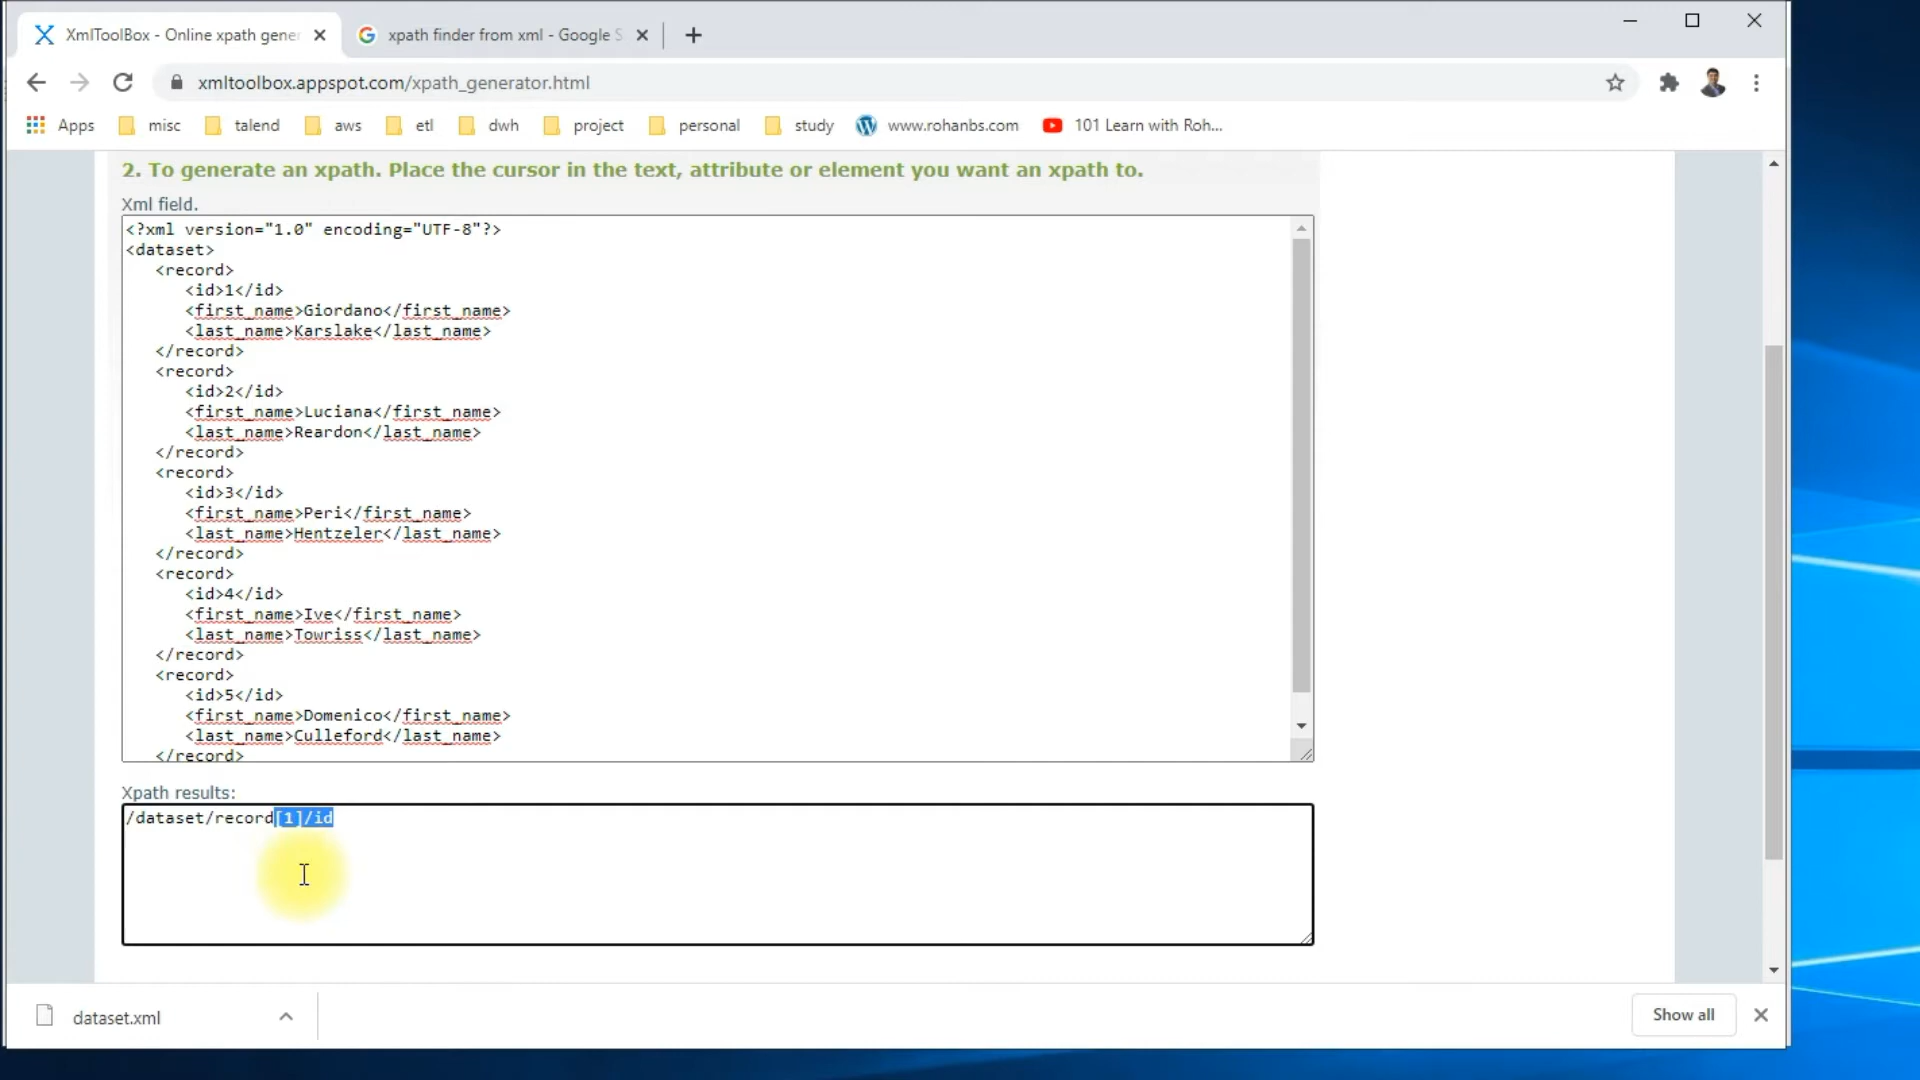 XmlToolBox - Online xpath gener
xpath finder from xml - Google S
xmltoolbox.appspot.com/xpath_generator.html
Apps misc talend aws etl dwh project personal study www.rohanbs.com 101 Learn with Roh...
2. To generate an xpath. Place the cursor in the text, attribute or element you want an xpath to.
Xml field.
<?xml version="1.0" encoding="UTF-8"?>
<dataset>
<record>
<id>1</id>
<first_name>Giordano</first_name>
<last_name>Karslake</last_name>
</record>
<record>
<id>2</id>
<first_name>Luciana</first_name>
<last_name>Reardon</last_name>
</record>
<record>
<id>3</id>
<first_name>Peri</first_name>
<last_name>Hentzeler</last_name>
</record>
<record>
<id>4</id>
<first_name>Ive</first_name>
<last_name>Towriss</last_name>
</record>
<record>
<id>5</id>
<first_name>Domenico</first_name>
<last_name>Culleford</last_name>
</record>
Xpath results:
/dataset/record[1]/id
dataset.xml
Show all